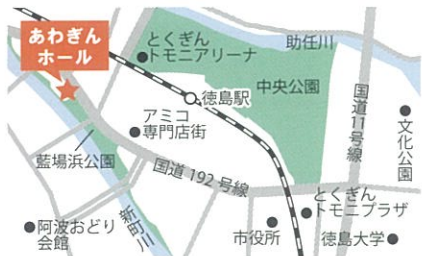 あわぎん
ホール
とくぎん
トモニアリーナ
助任川
中央公園
徳島駅
国道11号線
文化公園
アミコ
専門店街
藍場浜公園
国道 192 号線
新町川
阿波おどり
会館
市役所
とくぎん
トモニプラザ
徳島大学